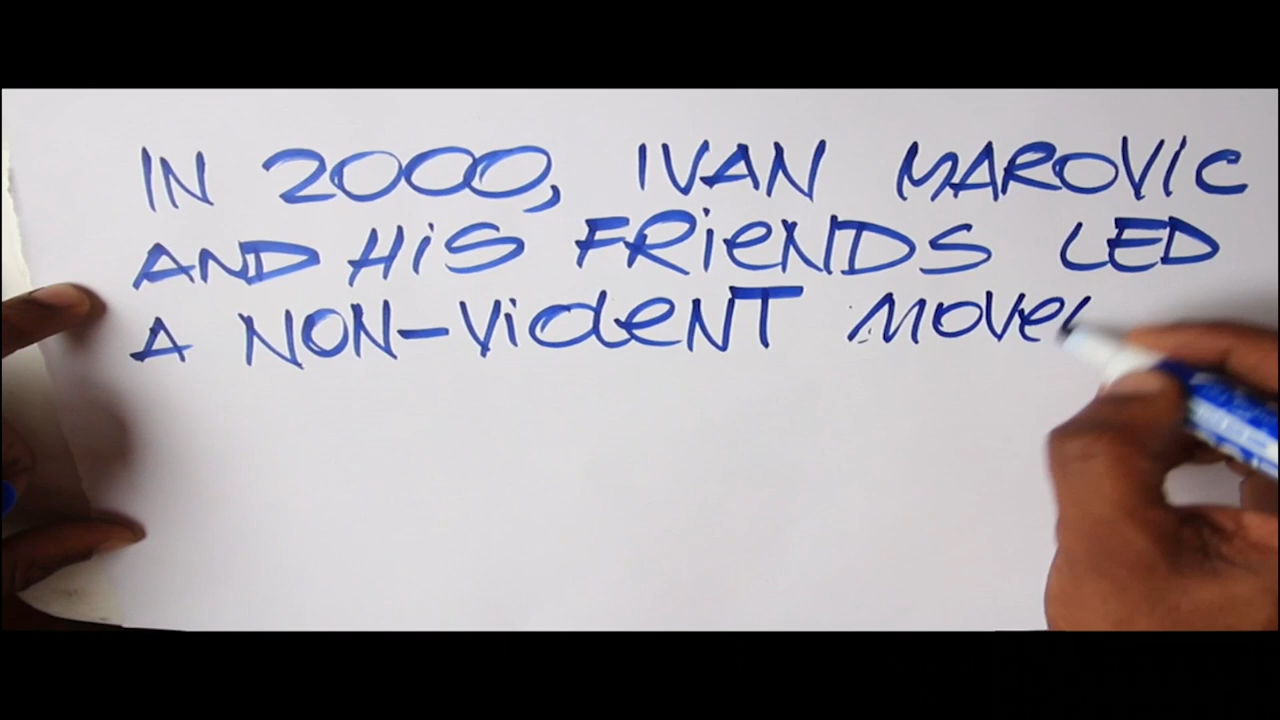 IN 2000, IVAN MAROVIC
AND HiS FRieNDS LED
A NON-VioleNT MOVe